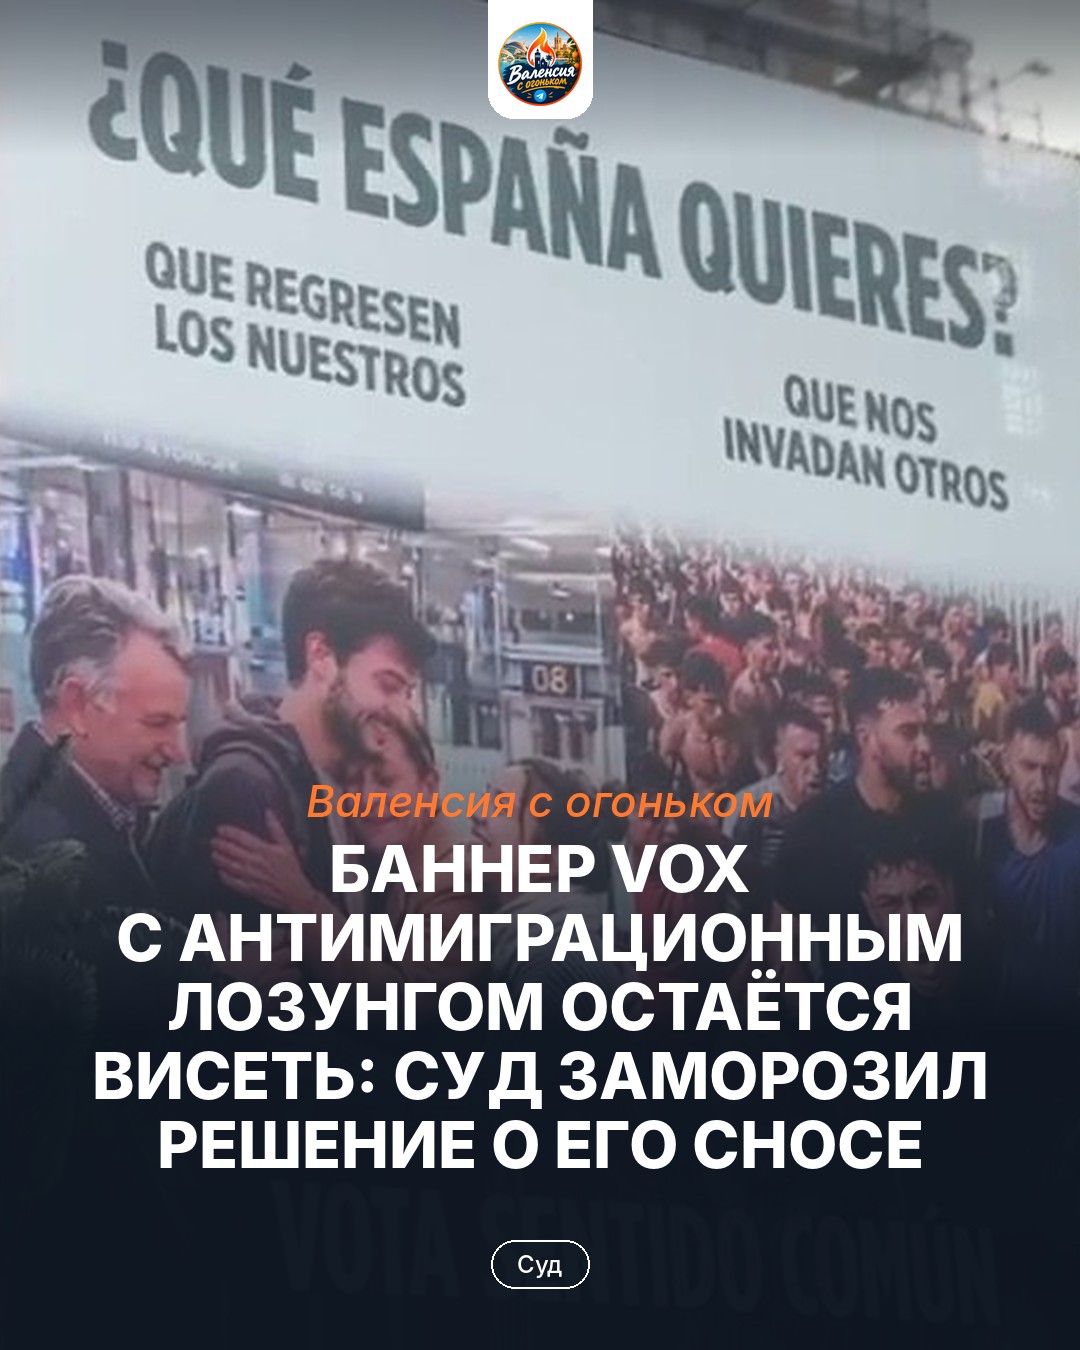 Валенсия
с огоньком
¿QUÉ ESPAÑA QUIERES?
QUE REGRESEN
LOS NUESTROS
QUE NOS
INVADAN OTROS
08
Валенсия с огоньком
БАННЕР VOX
С АНТИМИГРАЦИОННЫМ
ЛОЗУНГОМ ОСТАЁТСЯ
ВИСЕТЬ: СУД ЗАМОРОЗИЛ
РЕШЕНИЕ О ЕГО СНОСЕ
VOTA SENTIDO COMÚN
Суд